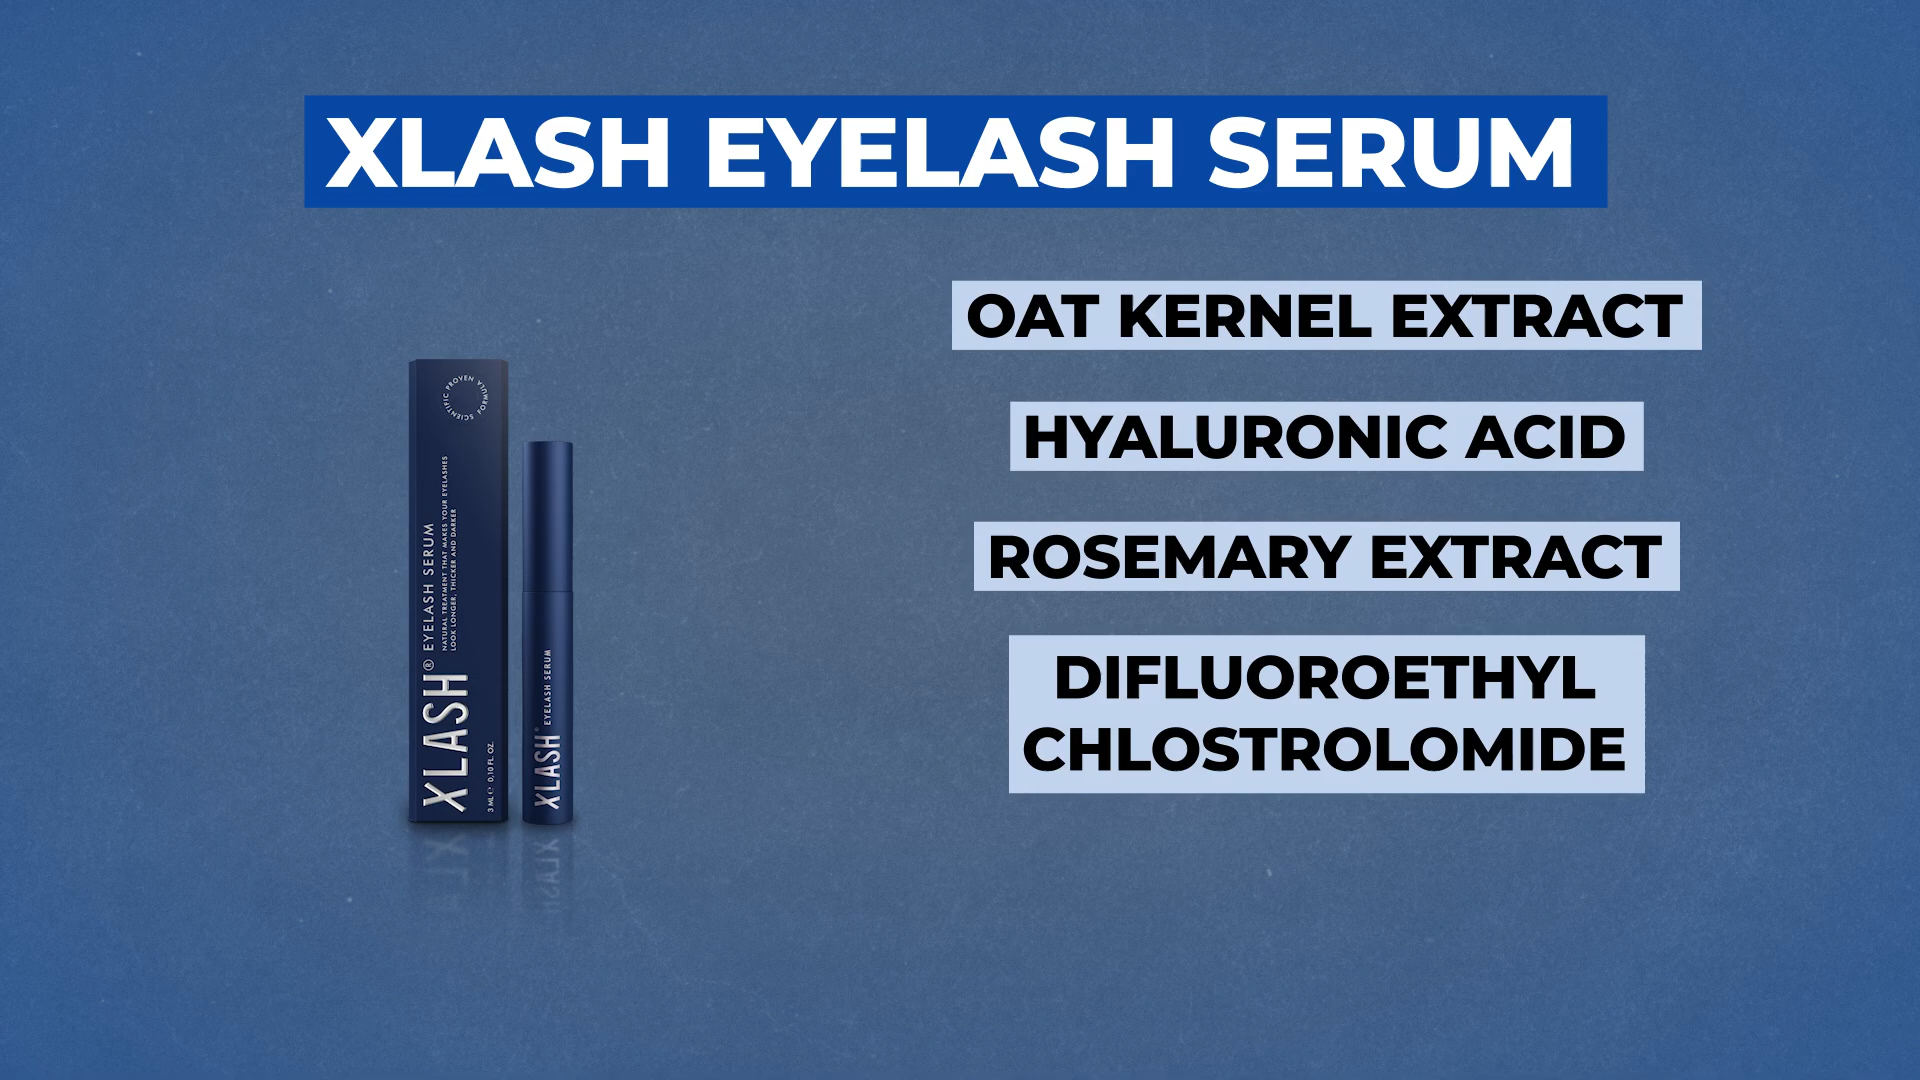 XLASH EYELASH SERUM
OAT KERNEL EXTRACT
HYALURONIC ACID
ROSEMARY EXTRACT
DIFLUOROETHYL
CHLOSTROLOMIDE
SCIENTIFIC PROVEN FORMULA
XLASH® EYELASH SERUM
NATURAL TREATMENT THAT MAKES YOUR EYELASHES
LOOK LONGER, THICKER AND DARKER
3 ML ℮ 0.10 FL. OZ.
XLASH® EYELASH SERUM